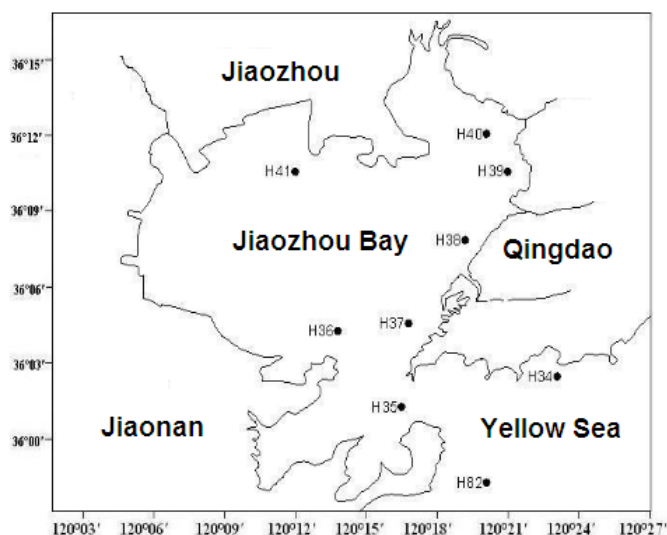 36°15'
Jiaozhou
36°12'
H40
H41
H39
36°09'
Jiaozhou Bay
H38
Qingdao
36°06'
H36
H37
36°03'
H34
H35
Jiaonan
Yellow Sea
36°00'
H82
120°03' 120°06' 120°09' 120°12' 120°15' 120°18' 120°21' 120°24' 120°27'